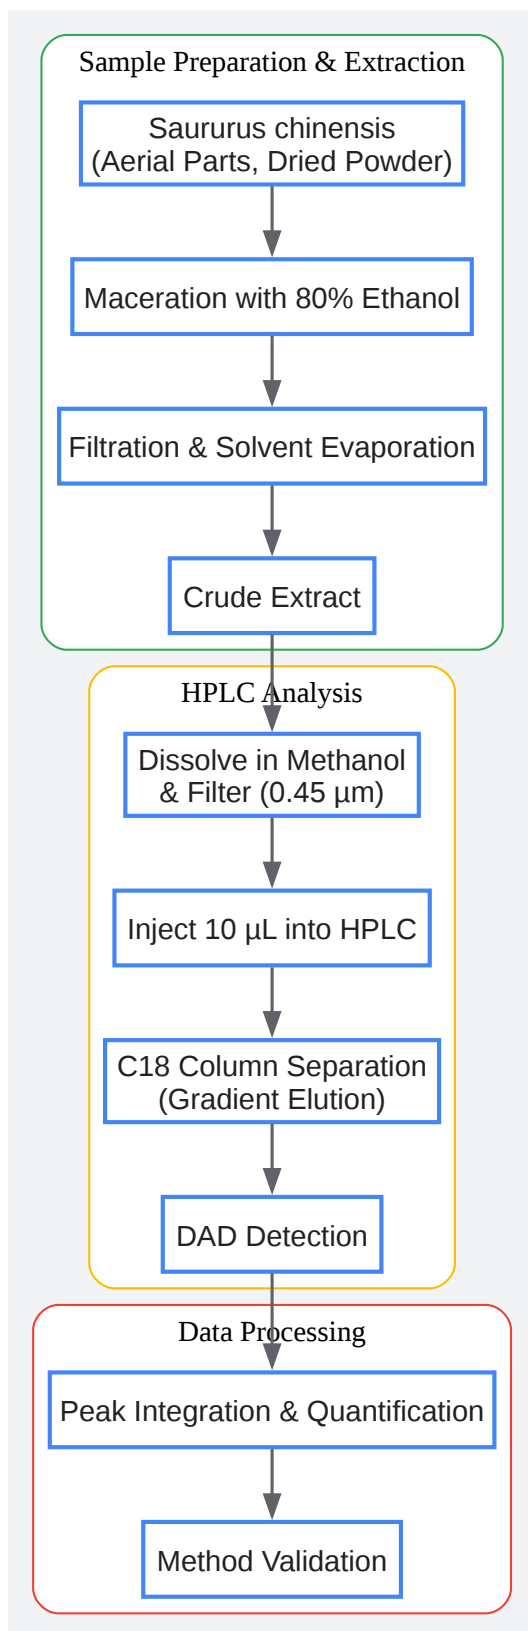 Sample Preparation & Extraction
Saururus chinensis
(Aerial Parts, Dried Powder)
Maceration with 80% Ethanol
Filtration & Solvent Evaporation
Crude Extract
HPLC Analysis
Dissolve in Methanol
& Filter (0.45 µm)
Inject 10 µL into HPLC
C18 Column Separation
(Gradient Elution)
DAD Detection
Data Processing
Peak Integration & Quantification
Method Validation